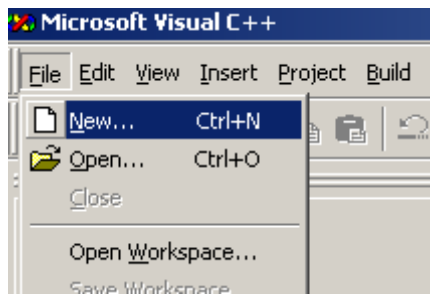 Microsoft Visual C++
File Edit View Insert Project Build
New... Ctrl+N
Open... Ctrl+O
Close
Open Workspace...
Save Workspace